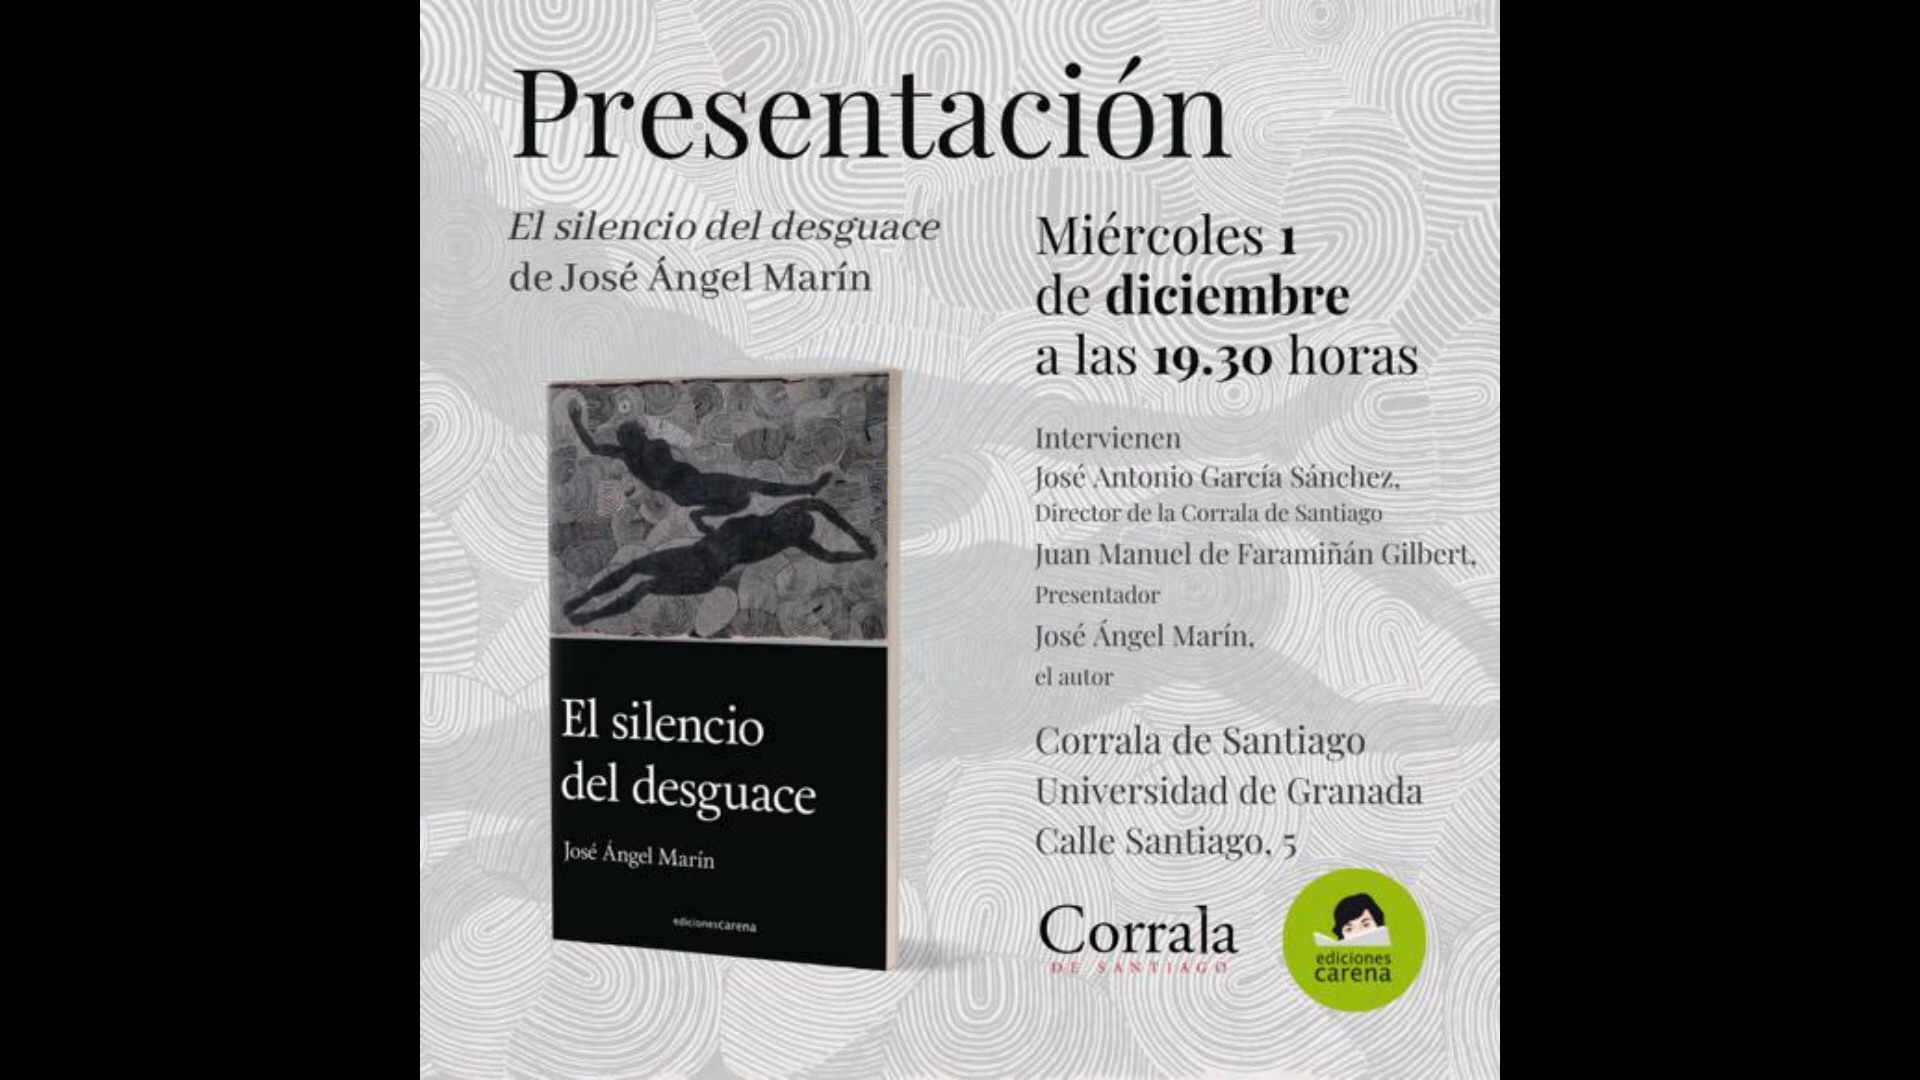 Presentación
El silencio del desguace
de José Ángel Marín
Miércoles 1
de diciembre
a las 19.30 horas
Intervienen
José Antonio García Sánchez,
Director de la Corrala de Santiago
Juan Manuel de Faramiñán Gilbert,
Presentador
José Ángel Marín,
el autor
Corrala de Santiago
Universidad de Granada
Calle Santiago, 5
El silencio
del desguace
José Ángel Marín
edicionescarena
Corrala
DE SANTIAGO
ediciones
carena